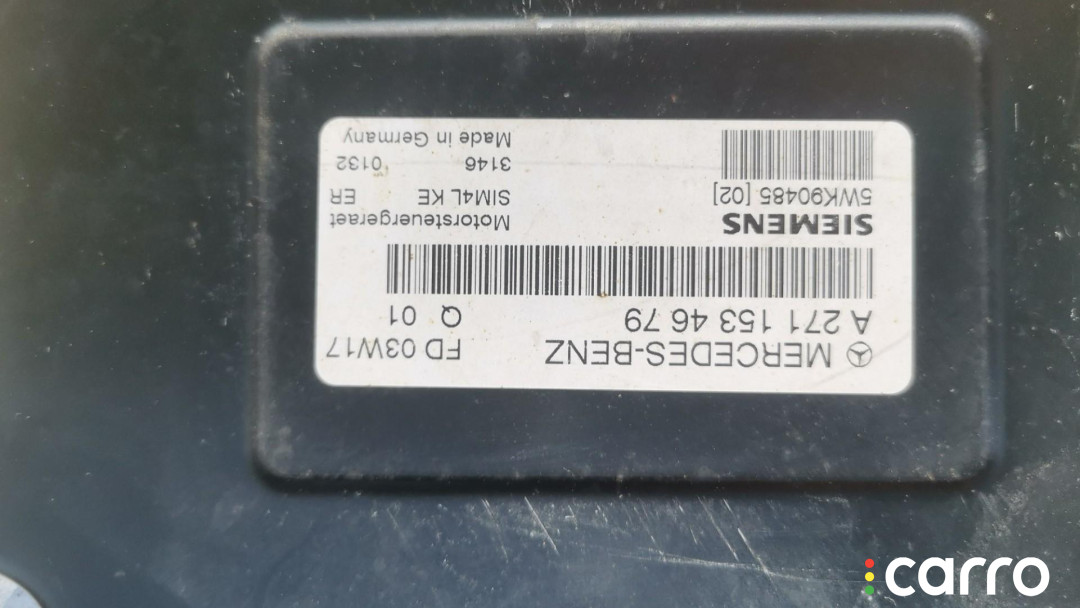 MERCEDES-BENZ FD 03W17
A 271 153 46 79 Q 01
SIEMENS
5WK90485 [02]
Motorsteuergeraet
SIM4L KE ER
3146 0132
Made in Germany
carro